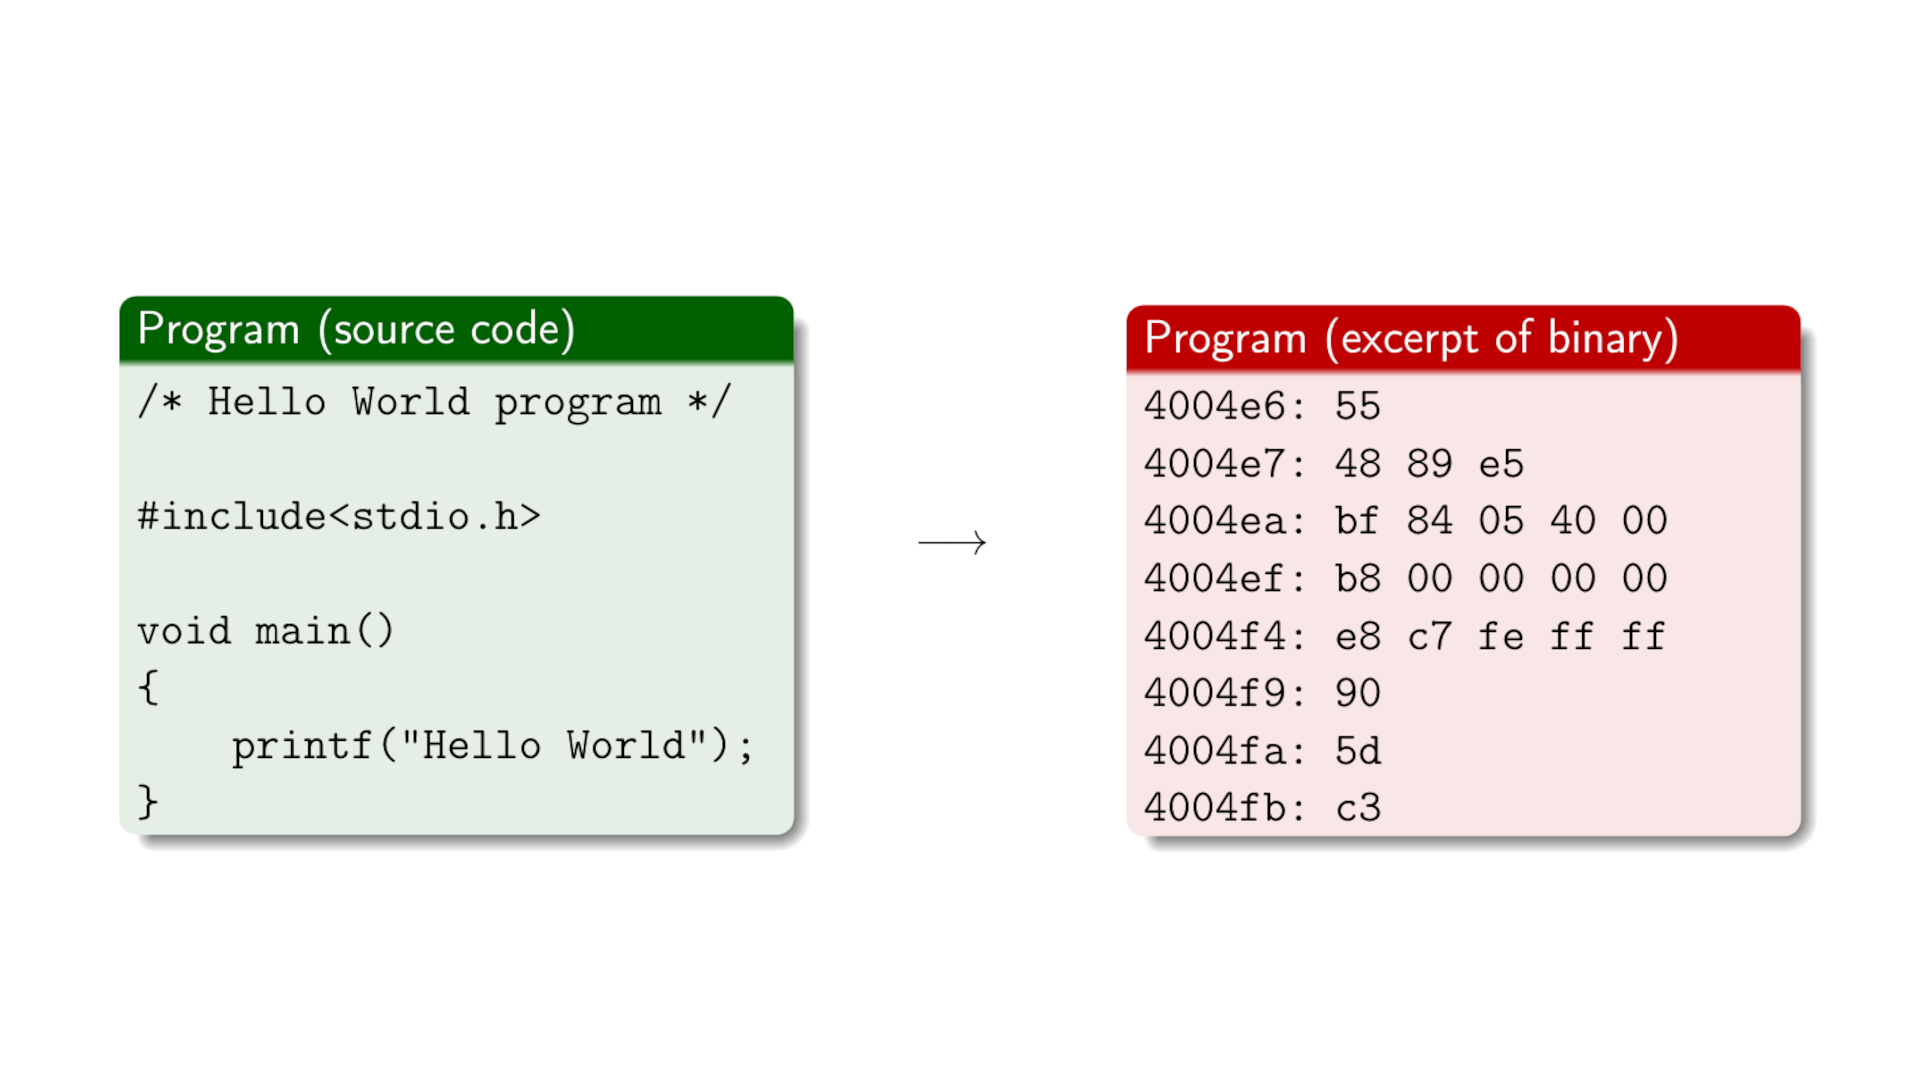 Program (source code)
/* Hello World program */
#include<stdio.h>
void main()
{
    printf("Hello World");
}
Program (excerpt of binary)
4004e6: 55
4004e7: 48 89 e5
4004ea: bf 84 05 40 00
4004ef: b8 00 00 00 00
4004f4: e8 c7 fe ff ff
4004f9: 90
4004fa: 5d
4004fb: c3